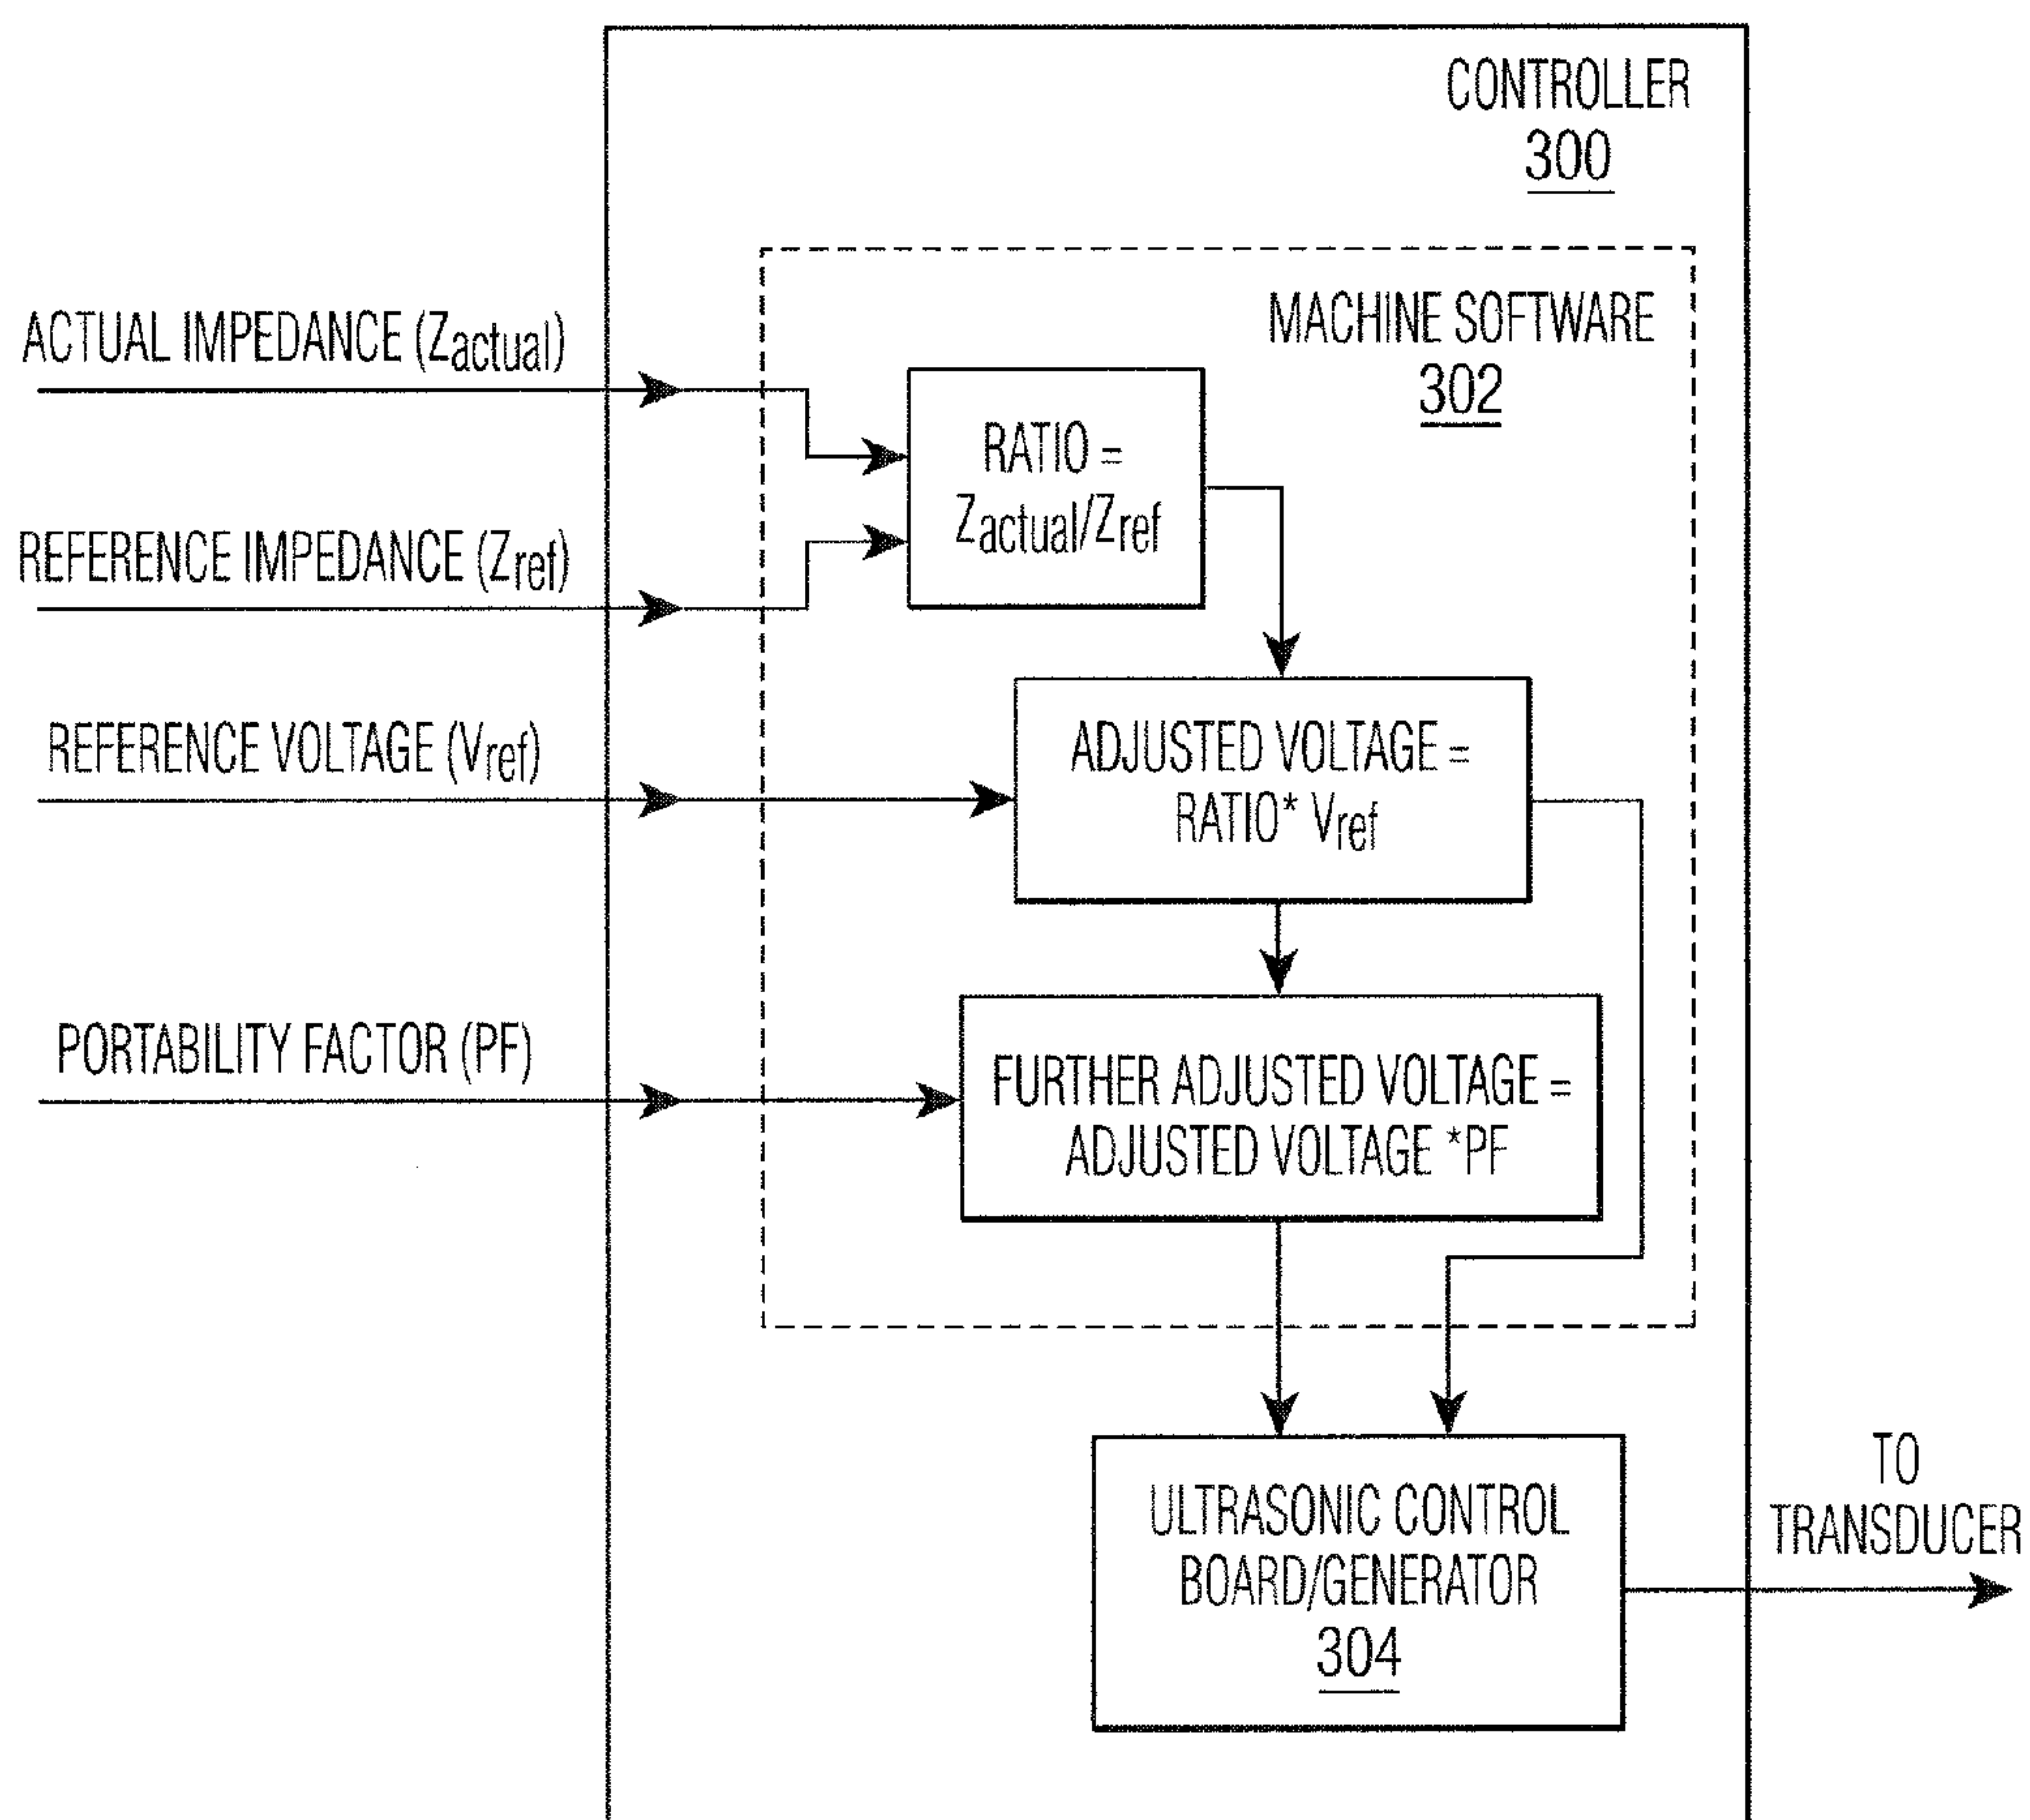 CONTROLLER
300
MACHINE SOFTWARE
302
ACTUAL IMPEDANCE (Zactual)
RATIO =
Zactual/Zref
REFERENCE IMPEDANCE (Zref)
REFERENCE VOLTAGE (Vref)
ADJUSTED VOLTAGE =
RATIO* Vref
PORTABILITY FACTOR (PF)
FURTHER ADJUSTED VOLTAGE =
ADJUSTED VOLTAGE *PF
ULTRASONIC CONTROL
BOARD/GENERATOR
304
TO
TRANSDUCER